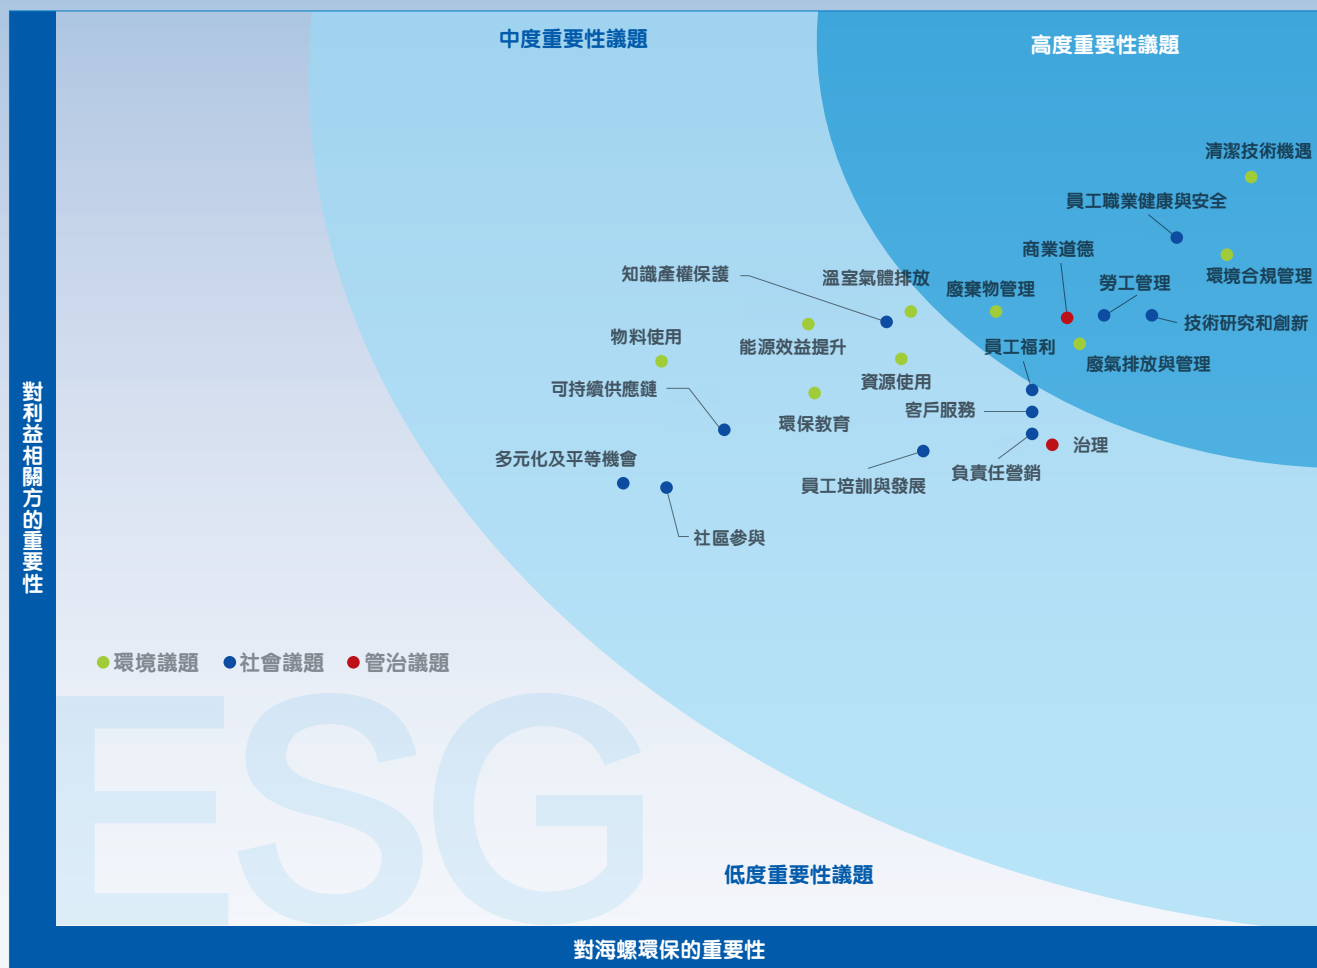 中度重要性議題
高度重要性議題
清潔技術機遇
員工職業健康與安全
商業道德
環境合規管理
勞工管理
知識產權保護
溫室氣體排放
廢棄物管理
技術研究和創新
物料使用
能源效益提升
員工福利
廢氣排放與管理
資源使用
可持續供應鏈
客戶服務
環保教育
治理
多元化及平等機會
負責任營銷
員工培訓與發展
社區參與
對利益相關方的重要性
環境議題
社會議題
管治議題
ESG
低度重要性議題
對海螺環保的重要性